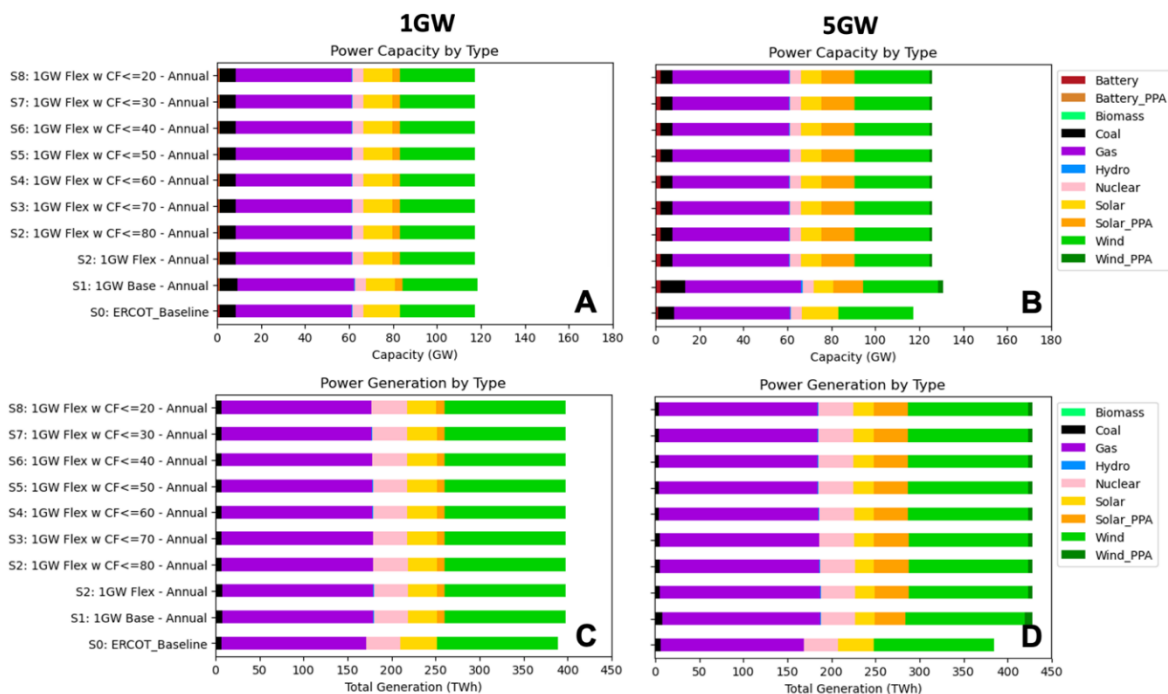 1GW
5GW
Power Capacity by Type
Power Capacity by Type
S8: 1GW Flex w CF<=20 - Annual
S7: 1GW Flex w CF<=30 - Annual
S6: 1GW Flex w CF<=40 - Annual
S5: 1GW Flex w CF<=50 - Annual
S4: 1GW Flex w CF<=60 - Annual
S3: 1GW Flex w CF<=70 - Annual
S2: 1GW Flex w CF<=80 - Annual
S2: 1GW Flex - Annual
S1: 1GW Base - Annual
S0: ERCOT_Baseline
A
0 20 40 60 80 100 120 140 160 180
Capacity (GW)
B
0 20 40 60 80 100 120 140 160 180
Capacity (GW)
Battery
Battery_PPA
Biomass
Coal
Gas
Hydro
Nuclear
Solar
Solar_PPA
Wind
Wind_PPA
Power Generation by Type
Power Generation by Type
S8: 1GW Flex w CF<=20 - Annual
S7: 1GW Flex w CF<=30 - Annual
S6: 1GW Flex w CF<=40 - Annual
S5: 1GW Flex w CF<=50 - Annual
S4: 1GW Flex w CF<=60 - Annual
S3: 1GW Flex w CF<=70 - Annual
S2: 1GW Flex w CF<=80 - Annual
S2: 1GW Flex - Annual
S1: 1GW Base - Annual
S0: ERCOT_Baseline
C
0 50 100 150 200 250 300 350 400 450
Total Generation (TWh)
D
0 50 100 150 200 250 300 350 400 450
Total Generation (TWh)
Biomass
Coal
Gas
Hydro
Nuclear
Solar
Solar_PPA
Wind
Wind_PPA